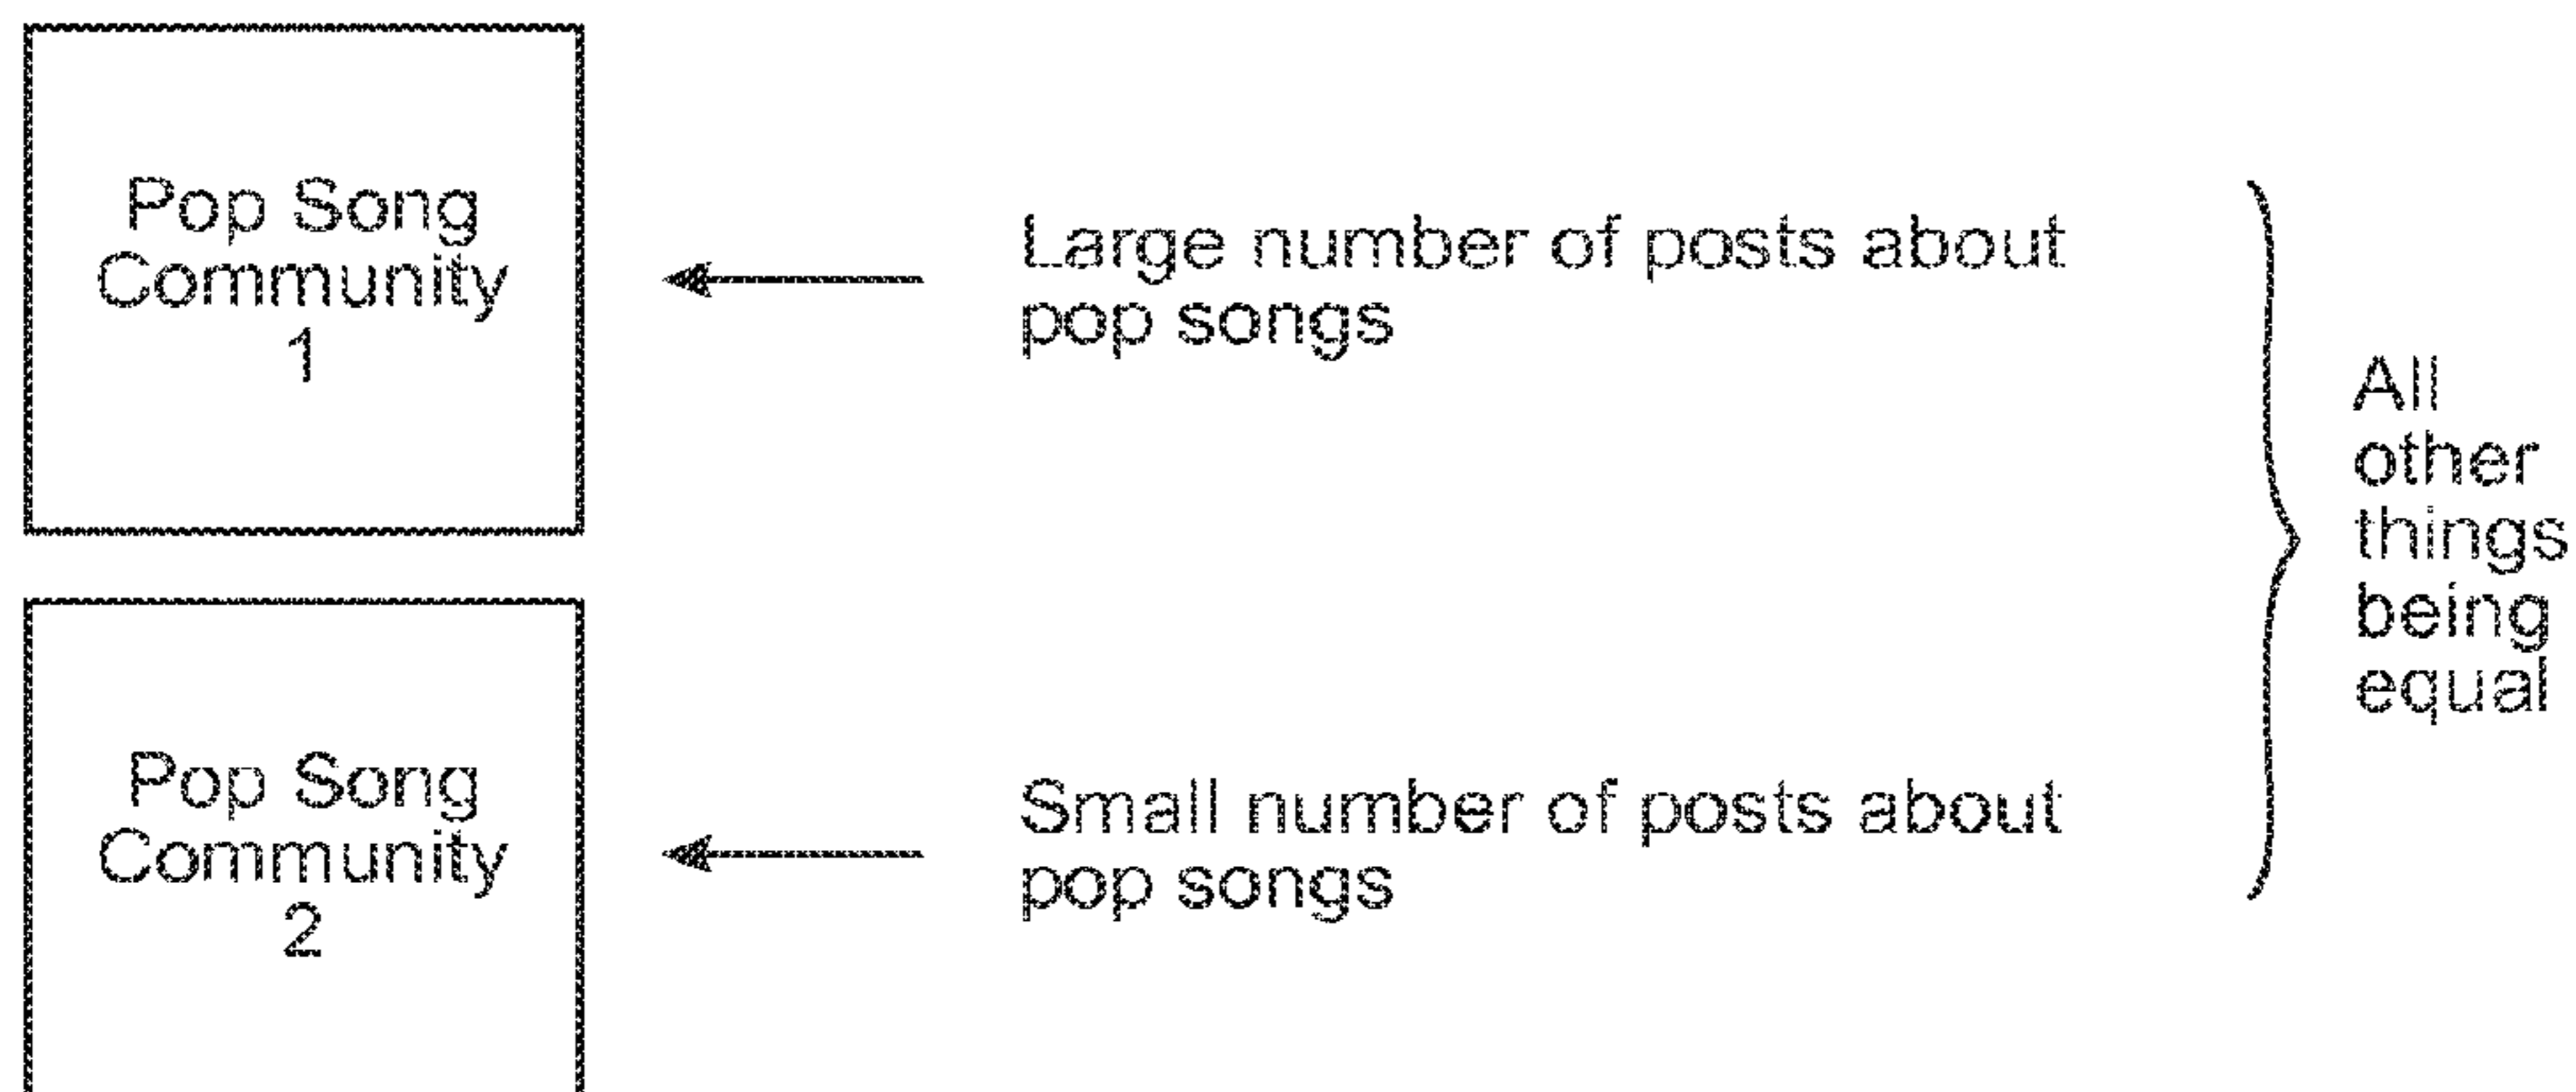 Pop Song
Community
1
Large number of posts about
pop songs
Pop Song
Community
2
Small number of posts about
pop songs
All
other
things
being
equal